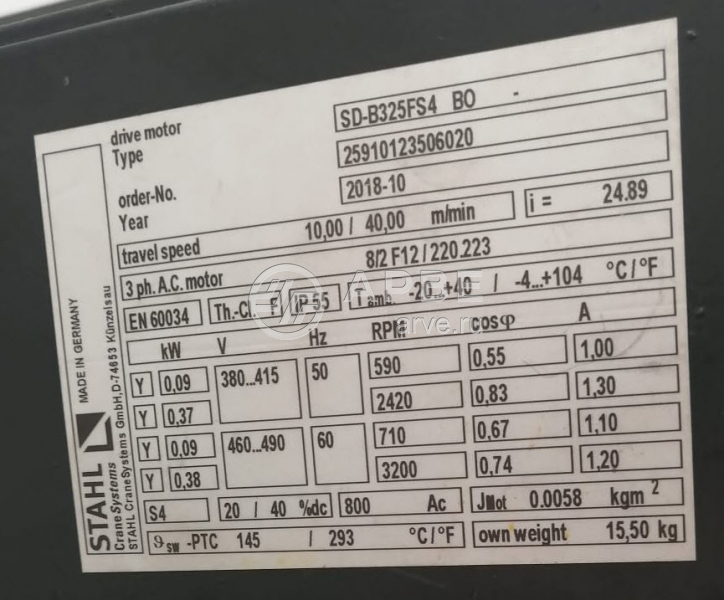 drive motor
Type SD-B325FS4 BO -
order-No. 25910123506020
Year 2018-10
travel speed 10,00 / 40,00 m/min i = 24.89
3 ph. A.C. motor 8/2 F12 / 220.223
EN 60034 Th.-Cl. F IP 55 T amb. -20...+40 / -4...+104 °C/°F
kW V Hz RPM cosφ A
Y 0,09 380...415 50 590 0,55 1,00
Y 0,37 2420 0,83 1,30
Y 0,09 460...490 60 710 0,67 1,10
Y 0,38 3200 0,74 1,20
S4 20 / 40 %dc 800 Ac JMot 0.0058 kgm²
ϑsw -PTC 145 / 293 °C/°F own weight 15,50 kg
MADE IN GERMANY
STAHL
CraneSystems
STAHL CraneSystems GmbH,D-74653 Künzelsau
АРВЕ
arve.ru